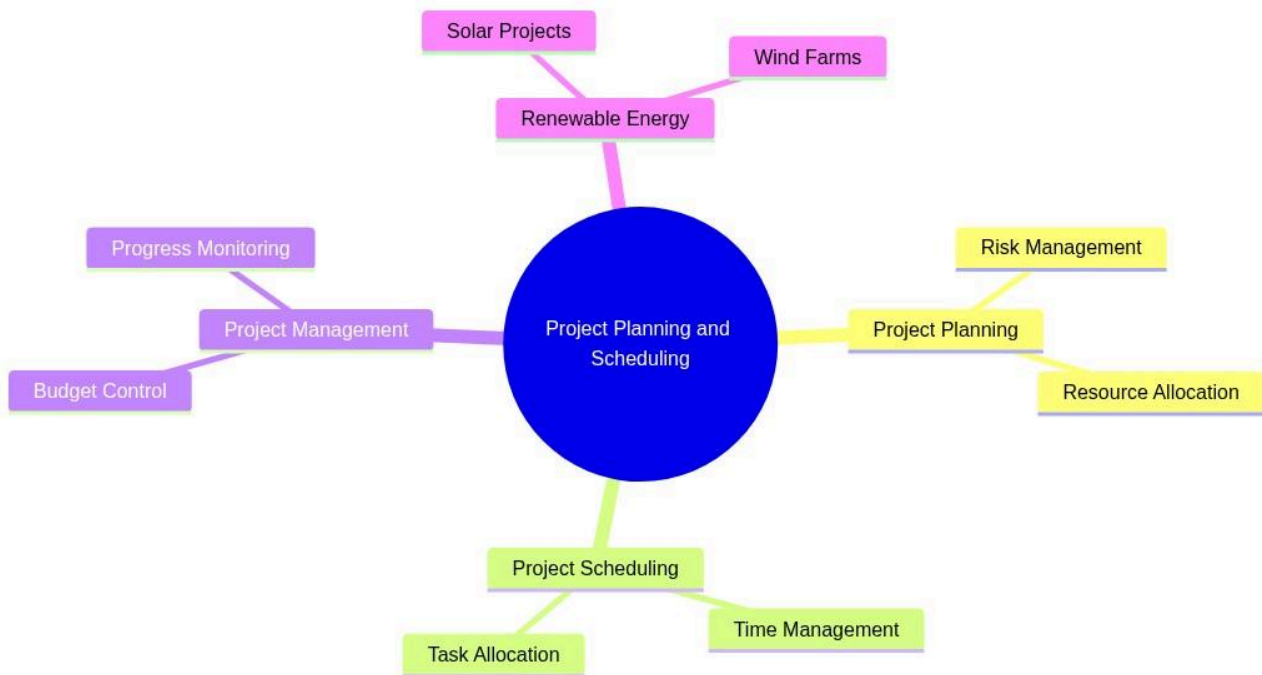 Solar Projects
Wind Farms
Renewable Energy
Progress Monitoring
Project Management
Budget Control
Project Planning and
Scheduling
Risk Management
Project Planning
Resource Allocation
Project Scheduling
Time Management
Task Allocation